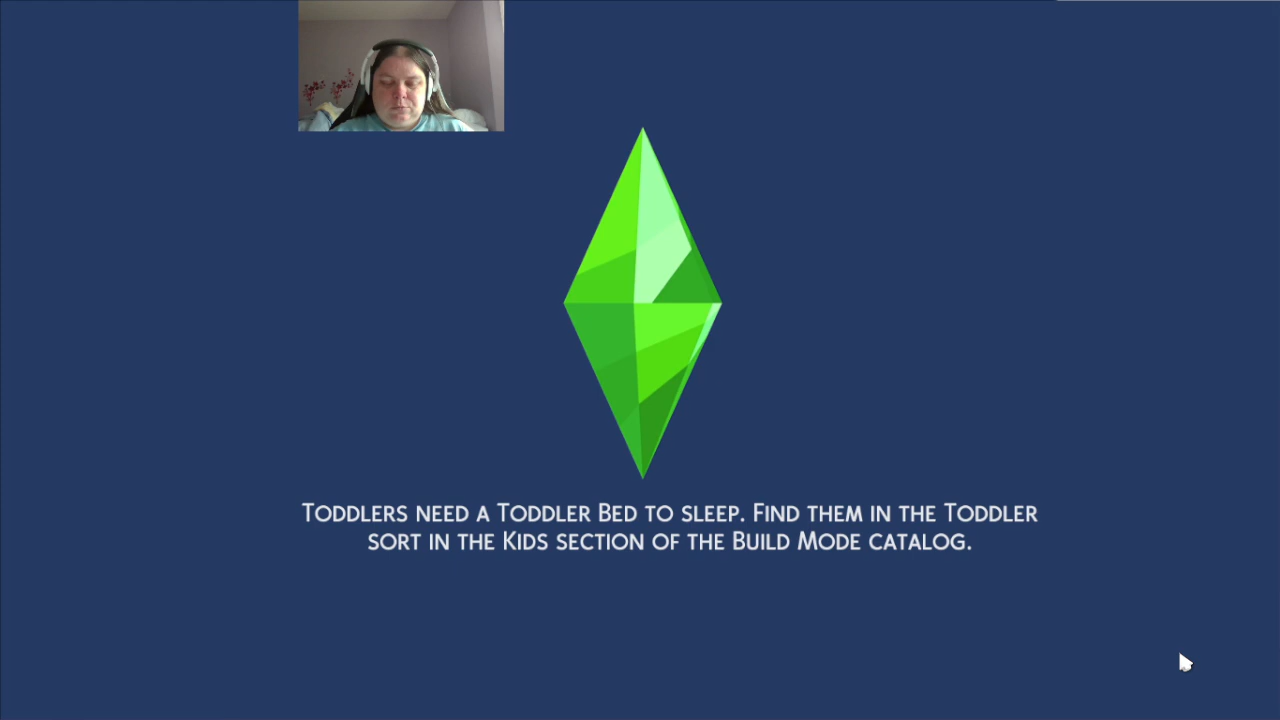 Toddlers need a Toddler Bed to sleep. Find them in the Toddler
sort in the Kids section of the Build Mode catalog.